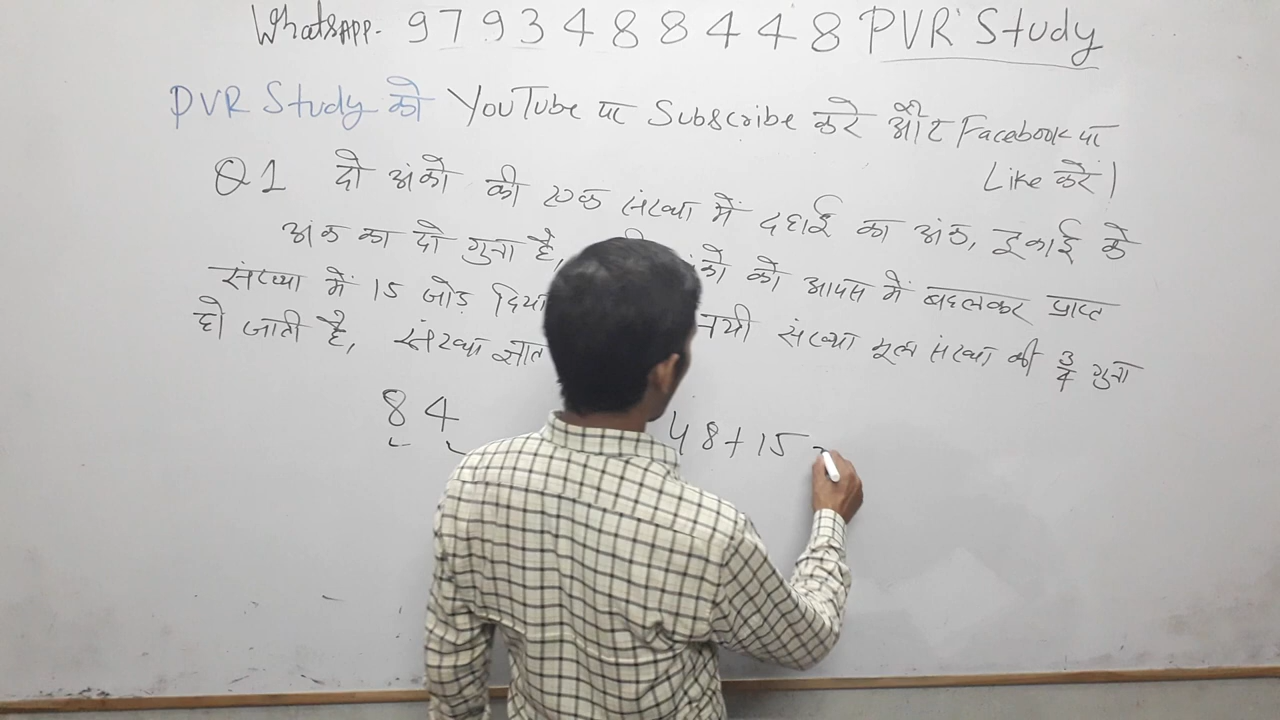 WhatsApp. 9793488448 PVR Study
PVR Study को YouTube पर Subscribe करे और Facebook पर
Like करें।
Q1 दो अंको की एक संख्या में दहाई का अंक, इकाई के
अंक का दो गुना है, को आपस में बदलकर प्राप्त
संख्या में 15 जोड़ दिया नयी संख्या मूल संख्या की 3/4 गुना
हो जाती है, संख्या ज्ञात
84 48+15